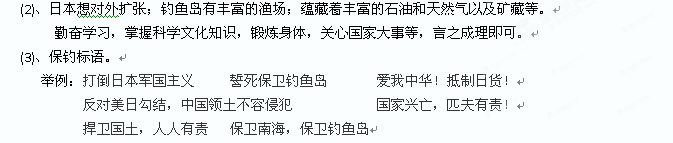 (2)、日本想对外扩张；钓鱼岛有丰富的渔场；蕴藏着丰富的石油和天然气以及矿藏等。
勤奋学习，掌握科学文化知识，锻炼身体，关心国家大事等，言之成理即可。
(3)、保钓标语。
举例：打倒日本军国主义 誓死保卫钓鱼岛 爱我中华！抵制日货！
反对美日勾结，中国领土不容侵犯 国家兴亡，匹夫有责！
捍卫国土，人人有责 保卫南海，保卫钓鱼岛